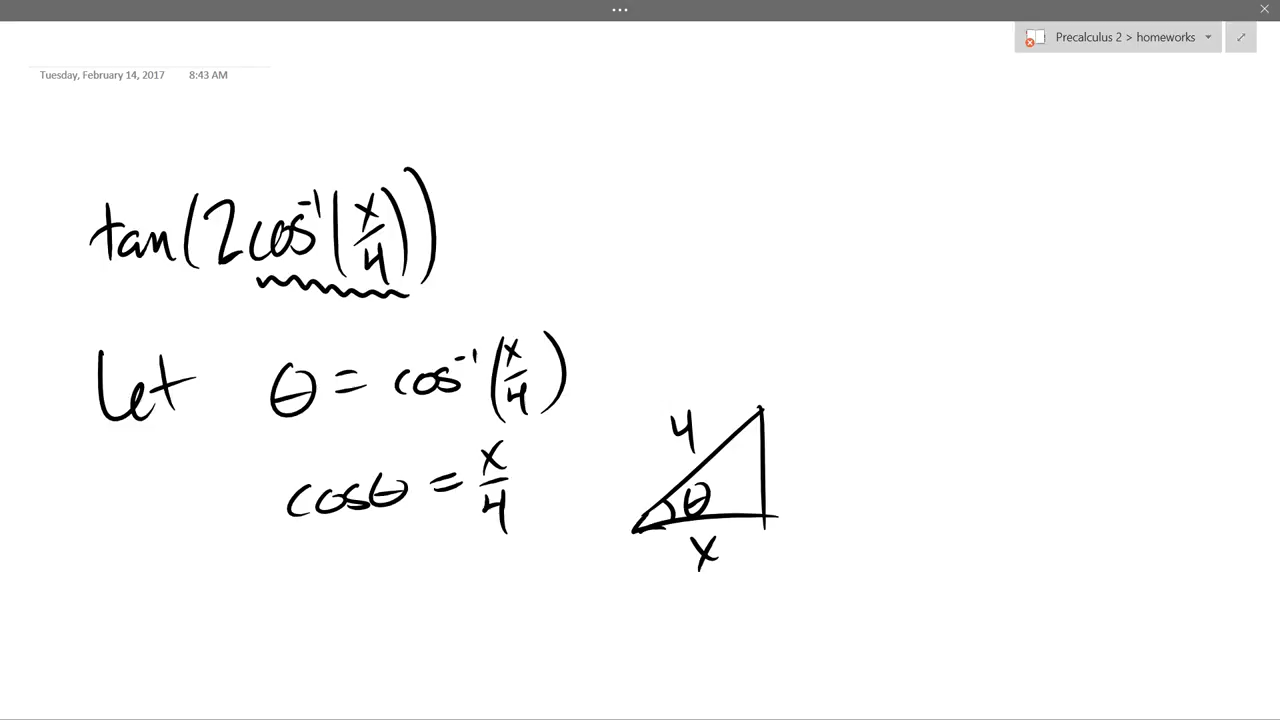 Precalculus 2 > homeworks
Tuesday, February 14, 2017 8:43 AM
tan(2cos⁻¹(x/4))
Let θ = cos⁻¹(x/4)
cosθ = x/4
4
θ
x